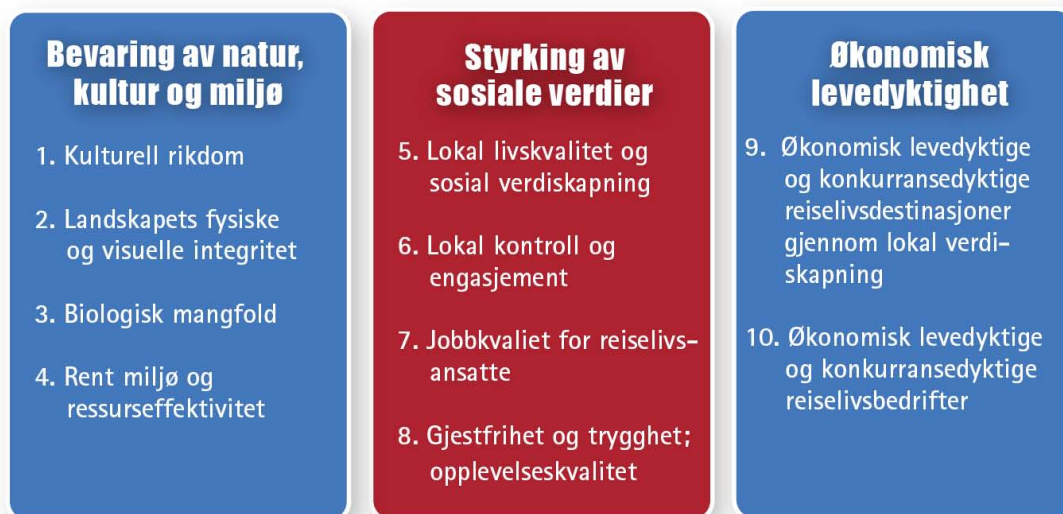 Bevaring av natur,
kultur og miljø
1. Kulturell rikdom
2. Landskapets fysiske
og visuelle integritet
3. Biologisk mangfold
4. Rent miljø og
ressurseffektivitet
Styrking av
sosiale verdier
5. Lokal livskvalitet og
sosial verdiskapning
6. Lokal kontroll og
engasjement
7. Jobbkvaliet for reiselivs-
ansatte
8. Gjestfrihet og trygghet;
opplevelseskvalitet
Økonomisk
levedyktighet
9. Økonomisk levedyktige
og konkurransedyktige
reiselivsdestinasjoner
gjennom lokal verdi-
skapning
10. Økonomisk levedyktige
og konkurransedyktige
reiselivsbedrifter